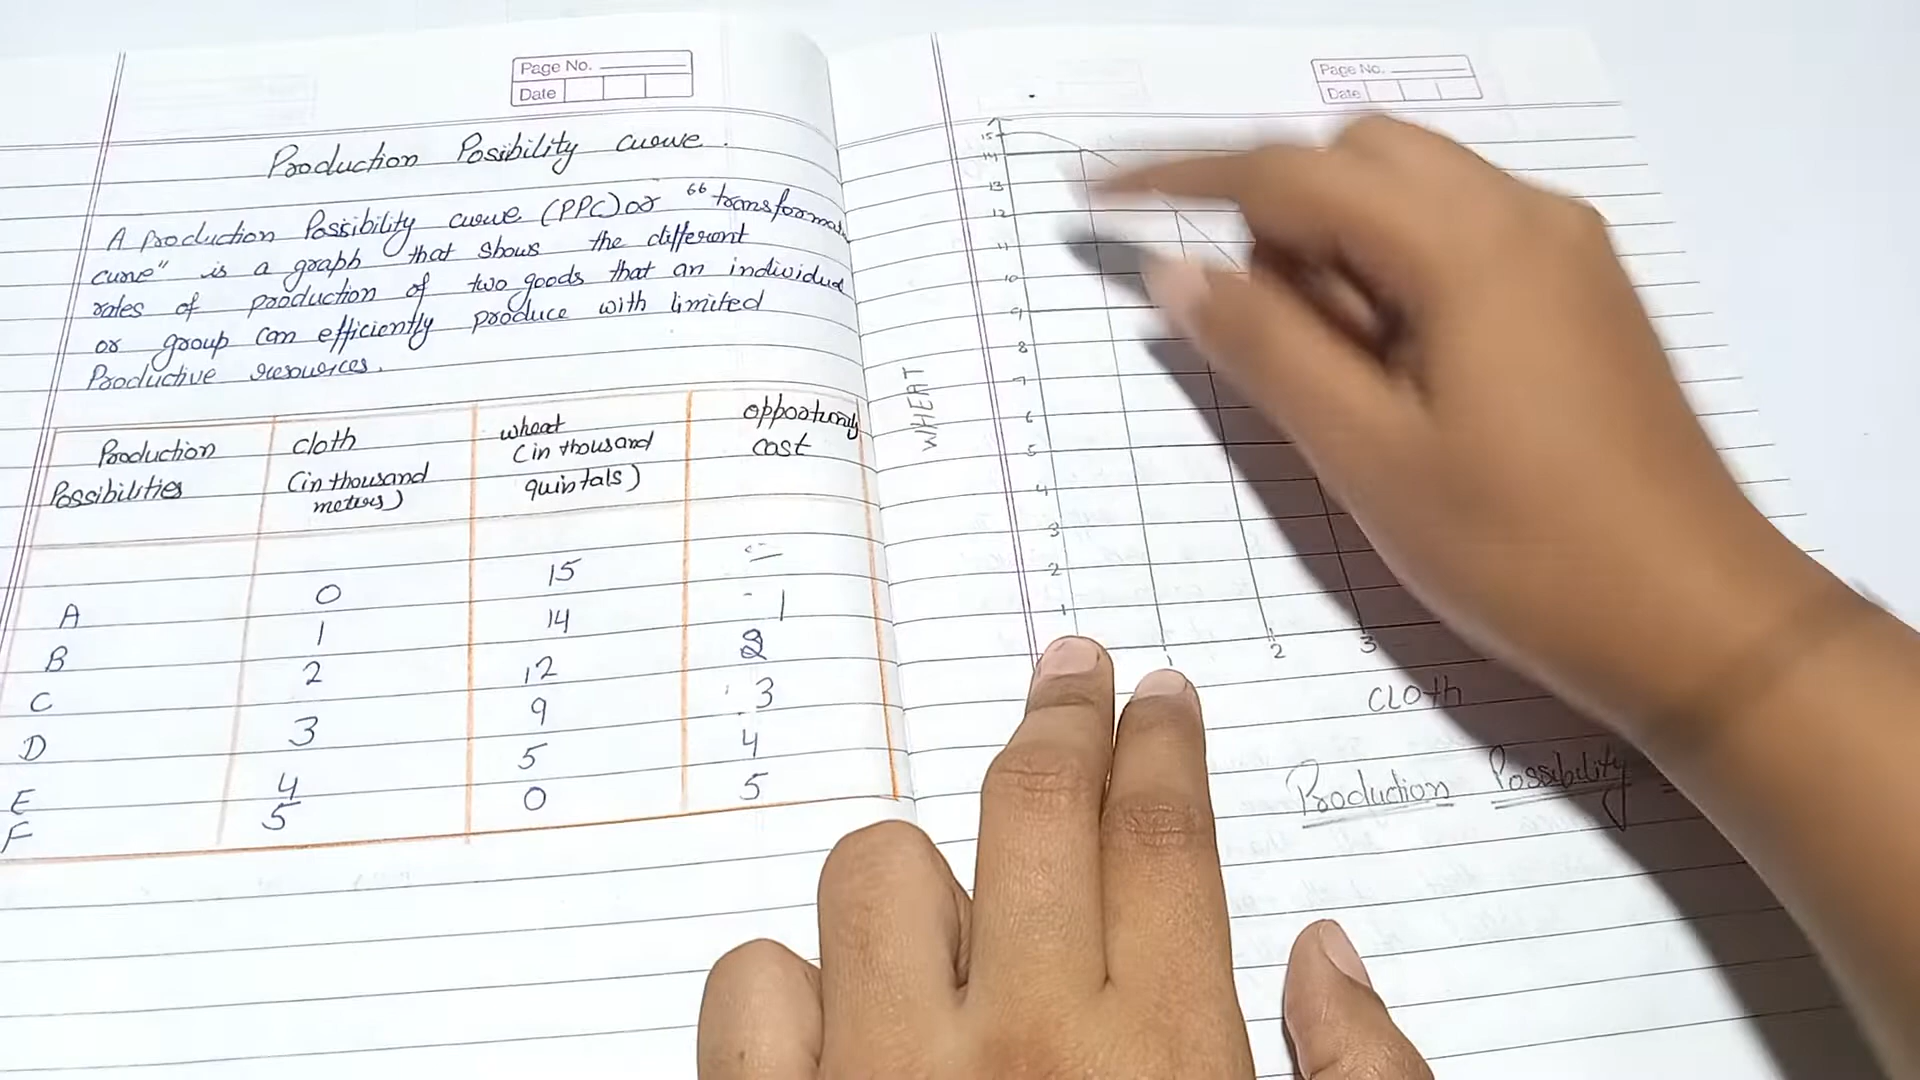 Page No.
Date
Production Posibility curve.
A production Possibility curve (PPC) or "transformat
curve" is a graph that shows the different
rates of production of two goods that an individual
or group can efficiently produce with limited
Productive resources.
Production Possibilities
cloth (in thousand meters)
wheat (in thousand quintals)
opportunity cost
A 0 15 -
B 1 14 1
C 2 12 2
D 3 9 3
E 4 5 4
F 5 0 5
Page No.
Date
15
14
13
12
11
10
9
8
7
6
5
4
3
2
1
WHEAT
1 2 3
CLOth
Production Possibility